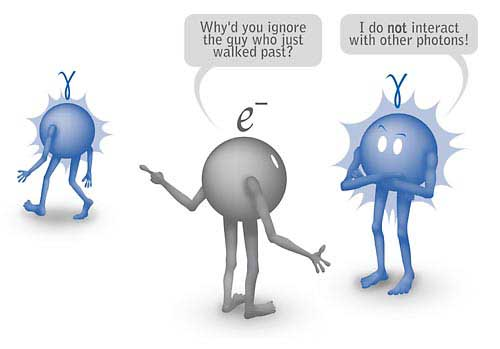 Why'd you ignore
the guy who just
walked past?
I do not interact
with other photons!
γ
e⁻
γ